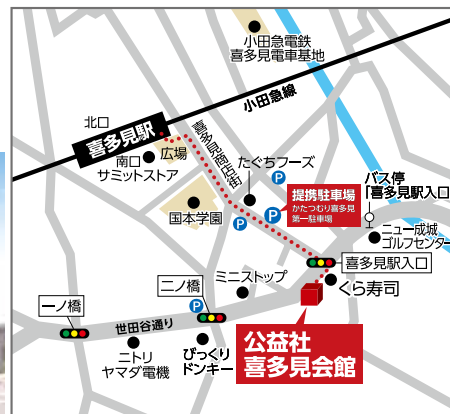 小田急電鉄
喜多見電車基地
小田急線
北口
喜多見駅
広場
南口
サミットストア
喜多見商店街
たぐちフーズ
P
国本学園
P
P
提携駐車場
かたつむり喜多見
第一駐車場
バス停
「喜多見駅入口」
ニュー成城
ゴルフセンター
喜多見駅入口
くら寿司
ミニストップ
二ノ橋
P
一ノ橋
世田谷通り
ニトリ
ヤマダ電機
びっくり
ドンキー
公益社
喜多見会館